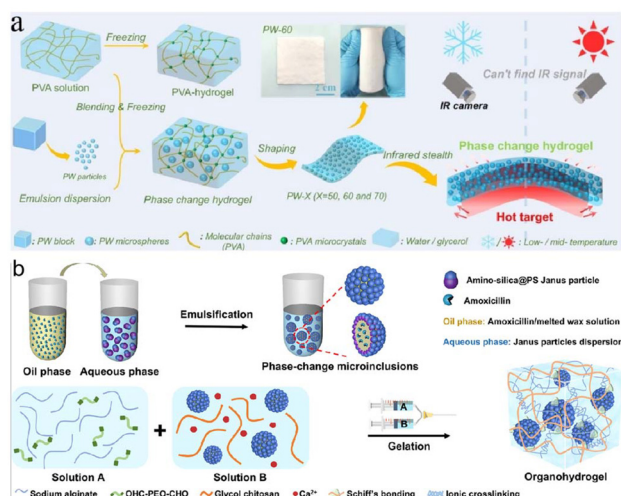 a
Freezing
PVA solution
PVA-hydrogel
Blending & Freezing
PW particles
Emulsion dispersion
Phase change hydrogel
PW-60
2 cm
Shaping
PW-X (X=50, 60 and 70)
Infrared stealth
Can't find IR signal
IR camera
Phase change hydrogel
Hot target
: PW block
: PW microspheres
: Molecular chains (PVA)
: PVA microcrystals
: Water / glycerol
: Low-/ mid- temperature
b
Oil phase
Aqueous phase
Emulsification
Phase-change microinclusions
Amino-silica@PS Janus particle
Amoxicillin
Oil phase: Amoxicillin/melted wax solution
Aqueous phase: Janus particles dispersion
Solution A
+
Solution B
A
B
Gelation
Organohydrogel
Sodium alginate
OHC-PEO-CHO
Glycol chitosan
Ca²⁺
Schiff's bonding
Ionic crosslinking